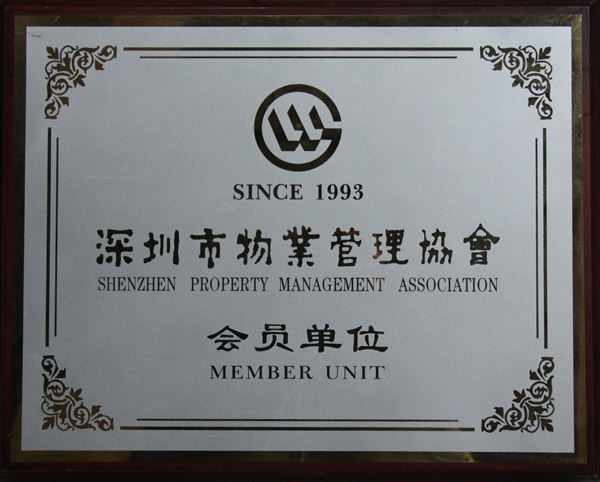 SINCE 1993
深圳市物業管理協會
SHENZHEN PROPERTY MANAGEMENT ASSOCIATION
会员单位
MEMBER UNIT